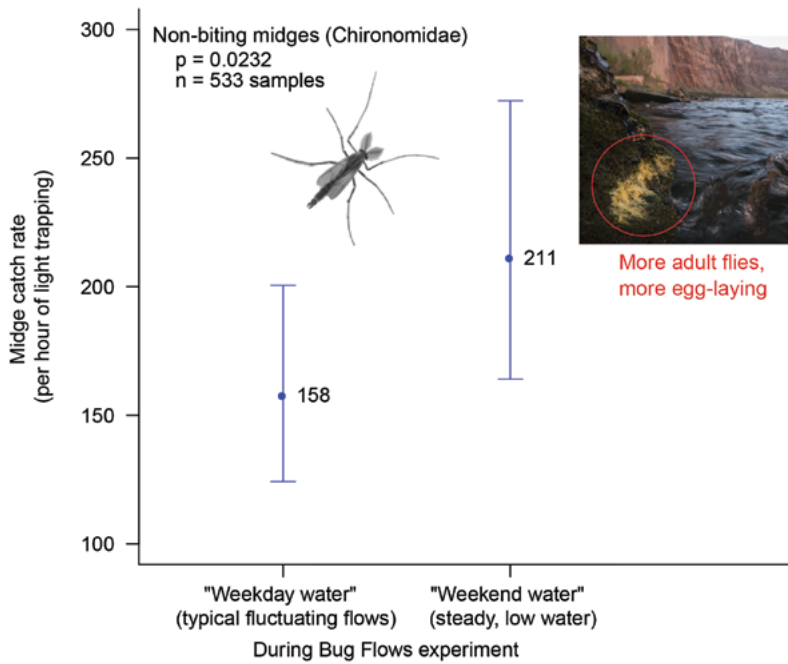 Non-biting midges (Chironomidae)
p = 0.0232
n = 533 samples
300
250
200
150
100
Midge catch rate
(per hour of light trapping)
158
211
More adult flies,
more egg-laying
"Weekday water"
(typical fluctuating flows)
"Weekend water"
(steady, low water)
During Bug Flows experiment